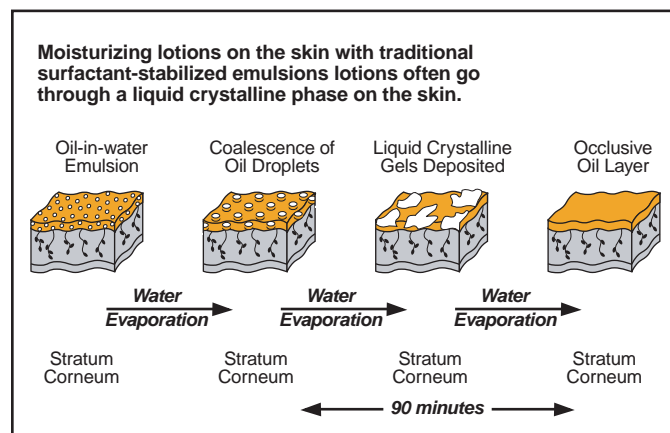 Moisturizing lotions on the skin with traditional
surfactant-stabilized emulsions lotions often go
through a liquid crystalline phase on the skin.
Oil-in-water
Emulsion
Coalescence of
Oil Droplets
Liquid Crystalline
Gels Deposited
Occlusive
Oil Layer
Water
Evaporation
Water
Evaporation
Water
Evaporation
Stratum
Corneum
Stratum
Corneum
Stratum
Corneum
Stratum
Corneum
90 minutes